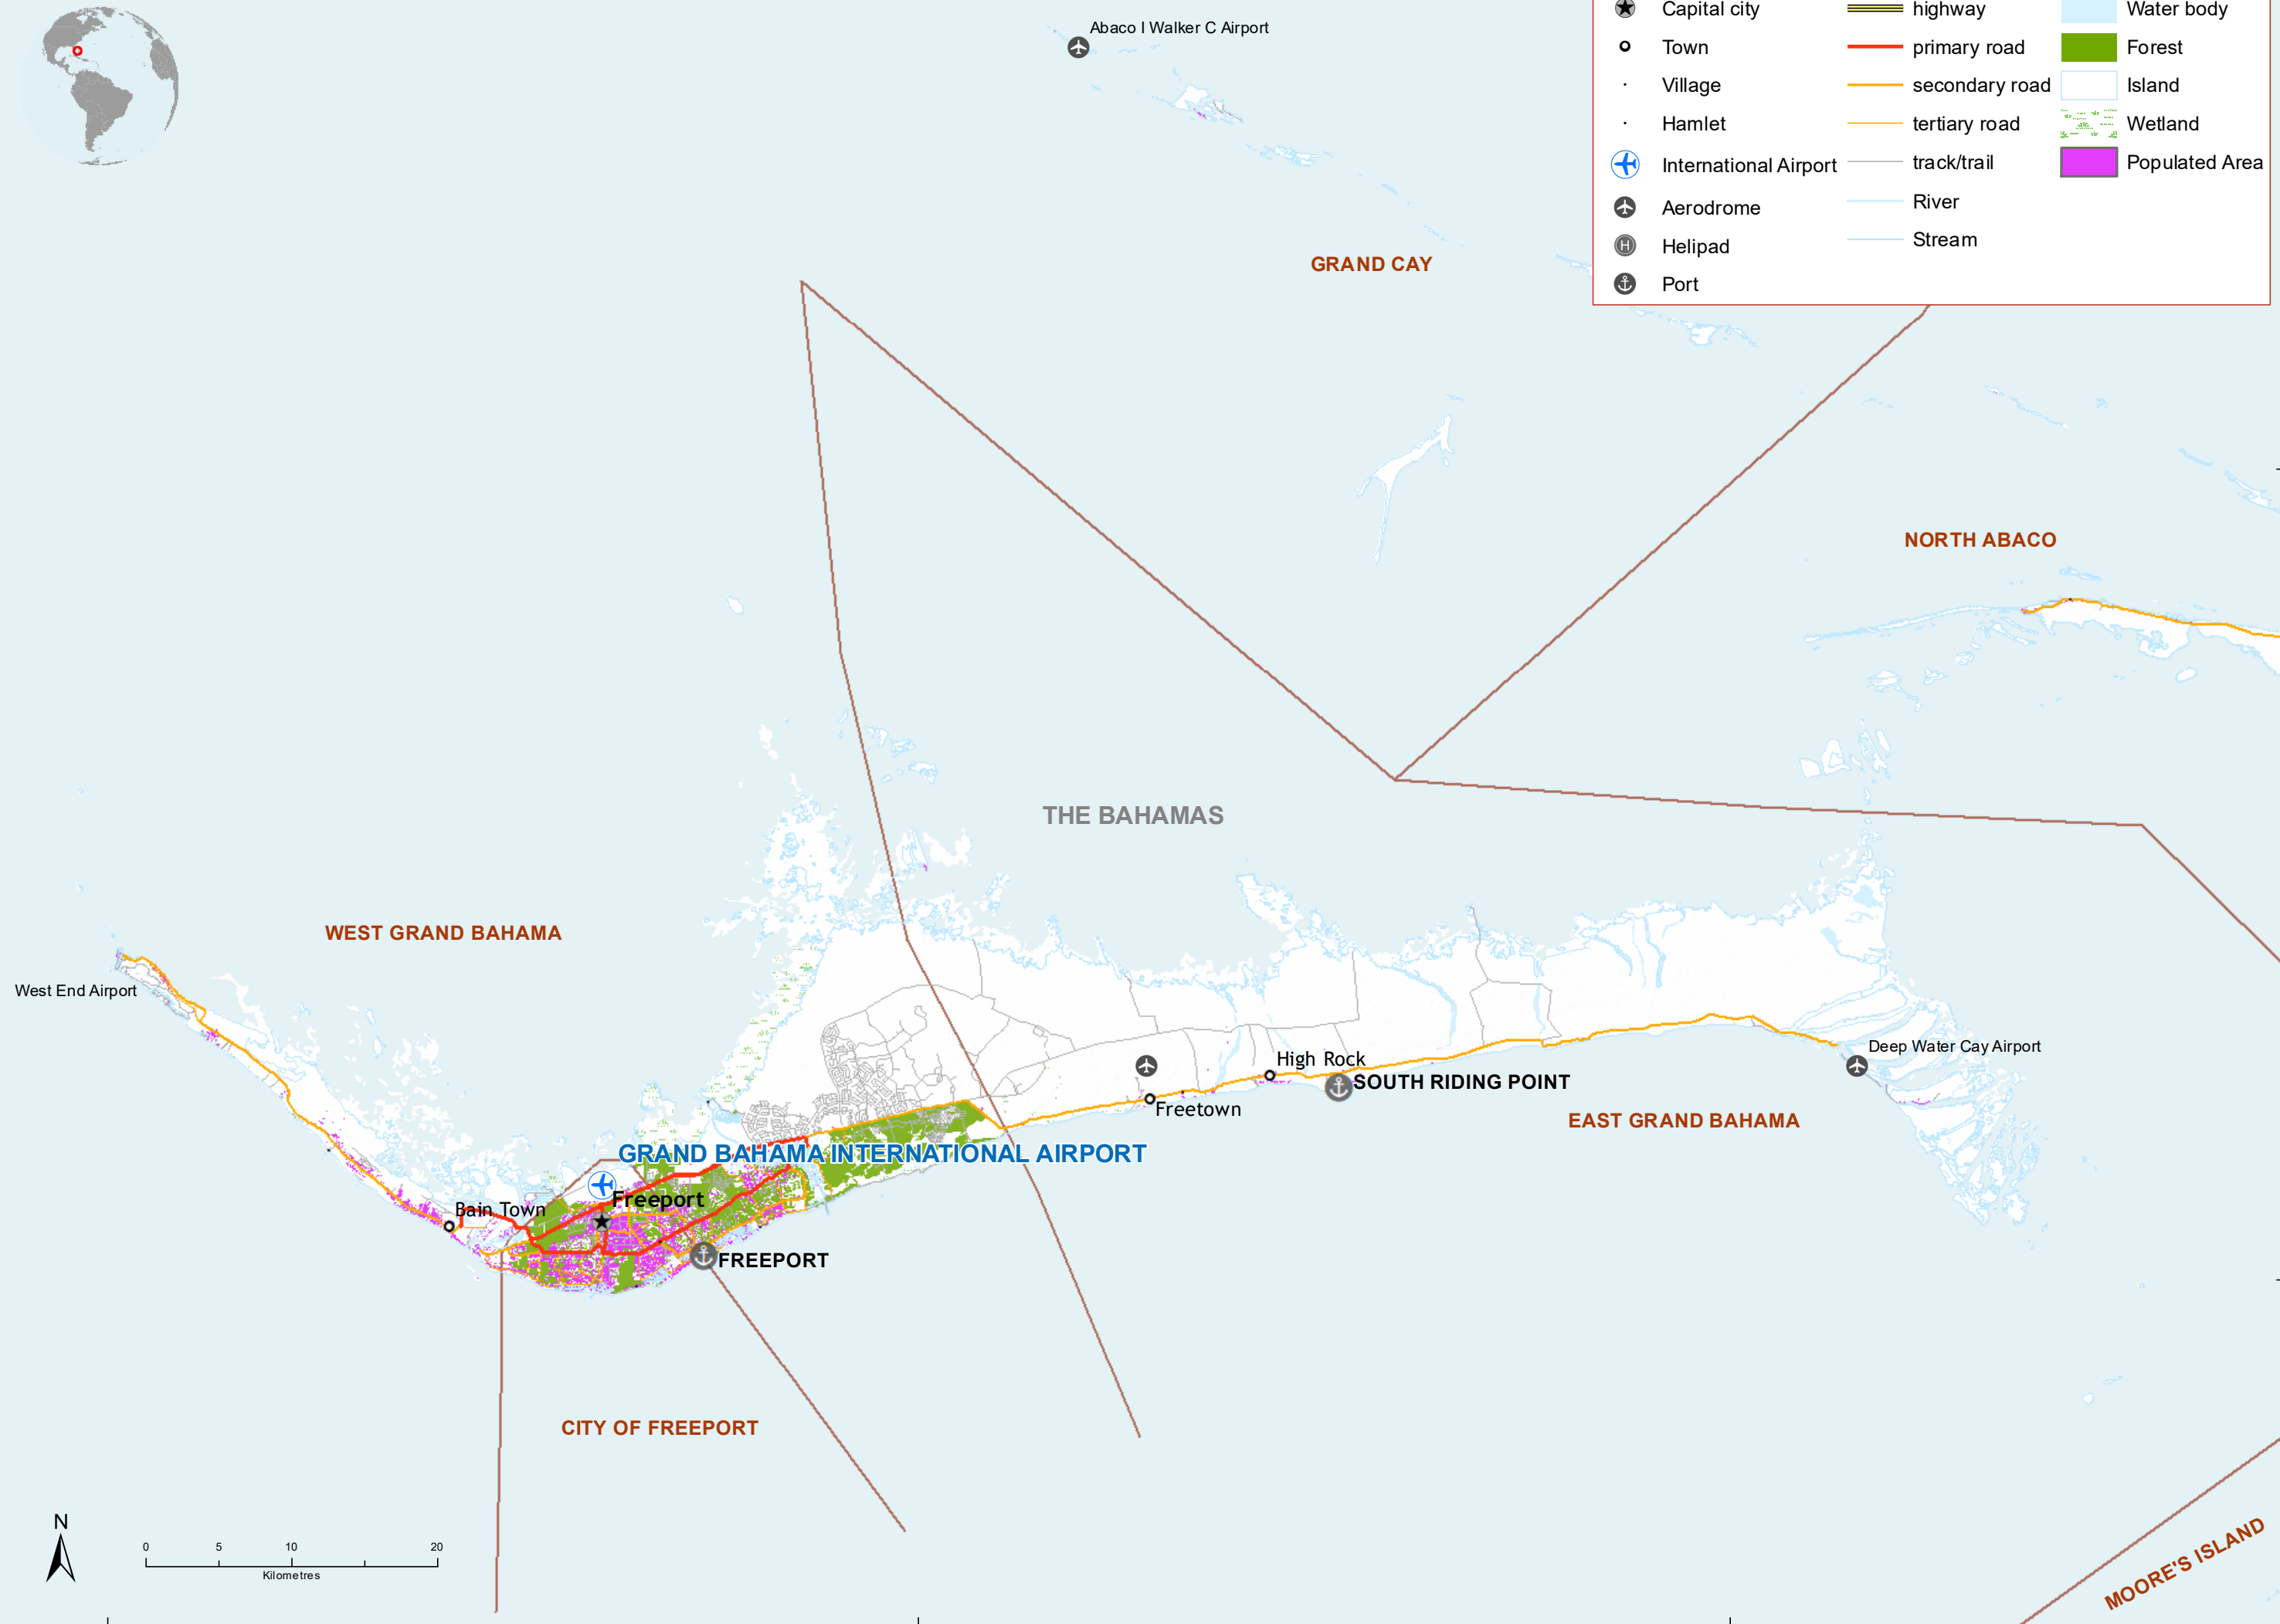 Capital city
highway
Water body
Abaco I Walker C Airport
Town
primary road
Forest
Village
secondary road
Island
Hamlet
tertiary road
Wetland
International Airport
track/trail
Populated Area
River
Aerodrome
Stream
H
Helipad
Port
GRAND CAY
NORTH ABACO
THE BAHAMAS
WEST GRAND BAHAMA
West End Airport
Deep Water Cay Airport
High Rock
SOUTH RIDING POINT
Freetown
EAST GRAND BAHAMA
GRAND BAHAMA INTERNATIONAL AIRPORT
Freeport
Bain Town
FREEPORT
CITY OF FREEPORT
N
0 5 10 20
Kilometres
MOORE'S ISLAND